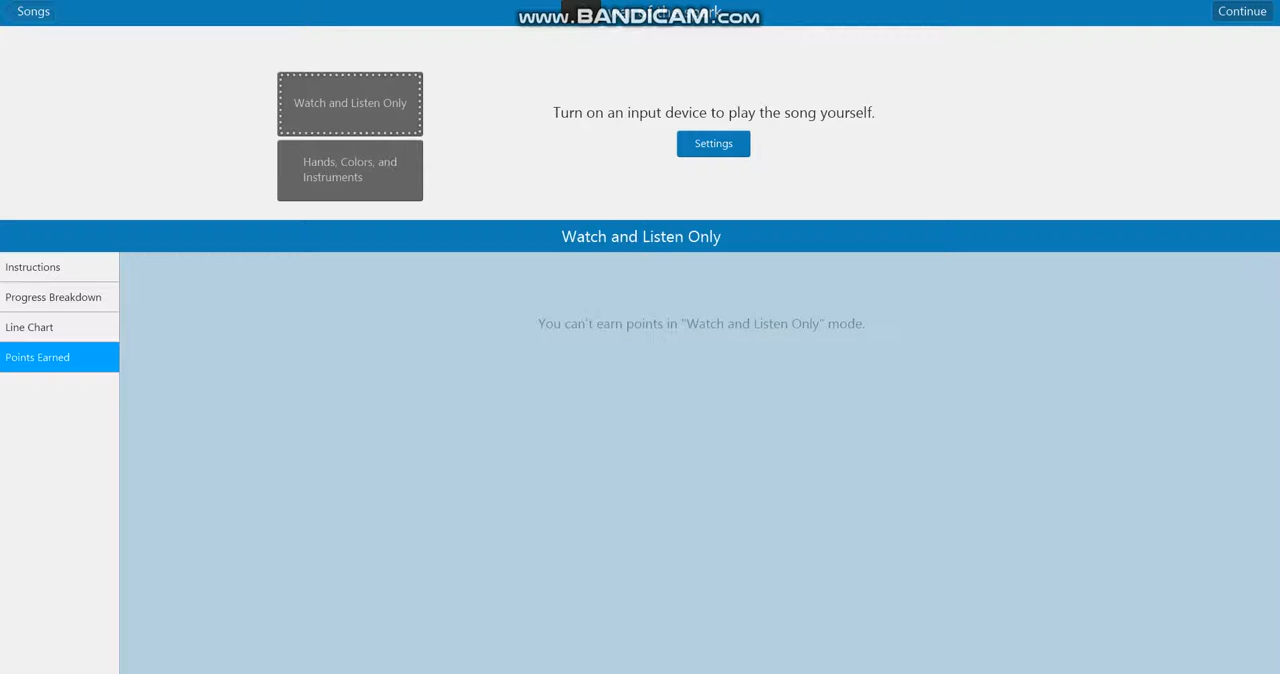 Songs
www.BANDICAM.com
Continue
Watch and Listen Only
Hands, Colors, and
Instruments
Turn on an input device to play the song yourself.
Settings
Watch and Listen Only
Instructions
Progress Breakdown
Line Chart
Points Earned
You can't earn points in "Watch and Listen Only" mode.